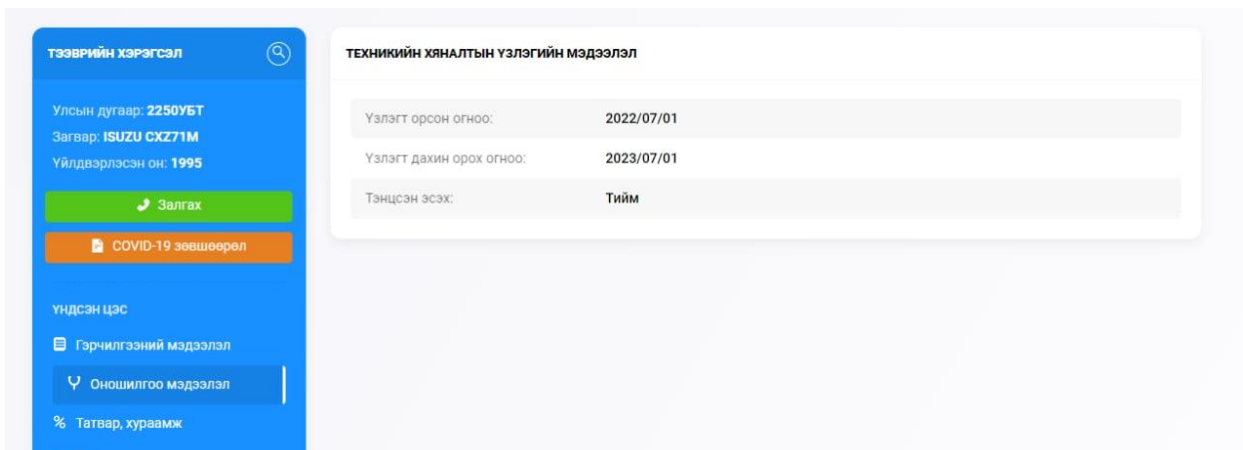 ТЭЭВРИЙН ХЭРЭГСЭЛ
Улсын дугаар: 2250УБТ
Загвар: ISUZU CXZ71M
Үйлдвэрлэсэн он: 1995
Залгах
COVID-19 зөвшөөрөл
ҮНДСЭН ЦЭС
Гэрчилгээний мэдээлэл
Оношилгоо мэдээлэл
% Татвар, хураамж
ТЕХНИКИЙН ХЯНАЛТЫН ҮЗЛЭГИЙН МЭДЭЭЛЭЛ
Үзлэгт орсон огноо: 2022/07/01
Үзлэгт дахин орох огноо: 2023/07/01
Тэнцсэн эсэх: Тийм